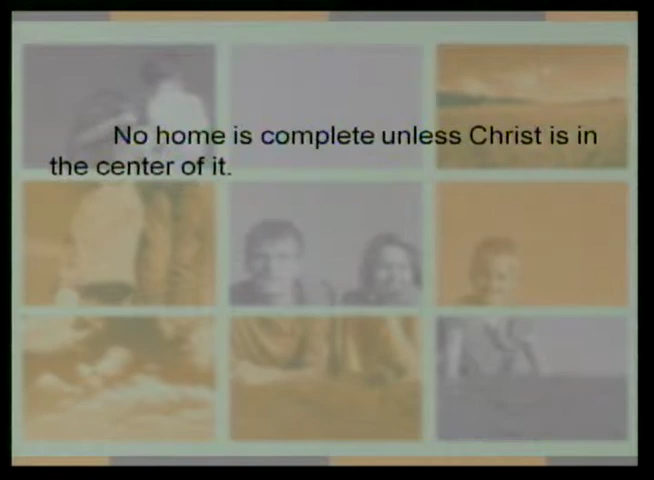 No home is complete unless Christ is in
the center of it.